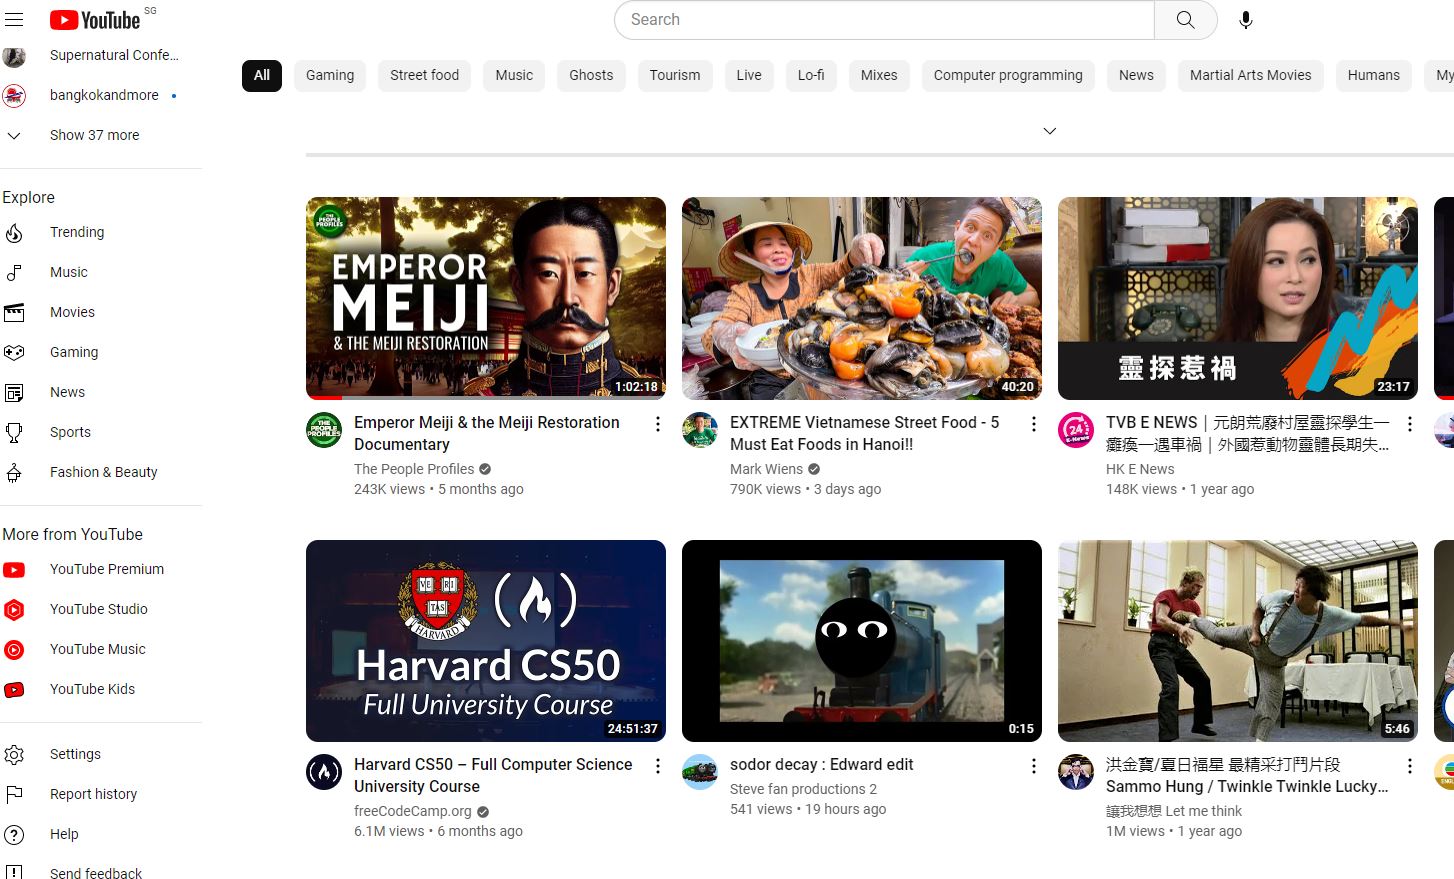 YouTube SG
Search
Supernatural Confe...
bangkokandmore
Show 37 more
Explore
Trending
Music
Movies
Gaming
News
Sports
Fashion & Beauty
More from YouTube
YouTube Premium
YouTube Studio
YouTube Music
YouTube Kids
Settings
Report history
Help
Send feedback
All Gaming Street food Music Ghosts Tourism Live Lo-fi Mixes Computer programming News Martial Arts Movies Humans My
THE PEOPLE PROFILES
EMPEROR
MEIJI
& THE MEIJI RESTORATION
1:02:18
THE PEOPLE PROFILES
Emperor Meiji & the Meiji Restoration
Documentary
The People Profiles
243K views • 5 months ago
40:20
EXTREME Vietnamese Street Food - 5
Must Eat Foods in Hanoi!!
Mark Wiens
790K views • 3 days ago
靈探惹禍
23:17
24
E-News
TVB E NEWS｜元朗荒廢村屋靈探學生一
癱瘓一遇車禍｜外國惹動物靈體長期失...
HK E News
148K views • 1 year ago
VE RI
TAS
HARVARD
Harvard CS50
Full University Course
24:51:37
Harvard CS50 – Full Computer Science
University Course
freeCodeCamp.org
6.1M views • 6 months ago
0:15
sodor decay : Edward edit
Steve fan productions 2
541 views • 19 hours ago
5:46
洪金寶/夏日福星 最精采打鬥片段
Sammo Hung / Twinkle Twinkle Lucky...
讓我想想 Let me think
1M views • 1 year ago